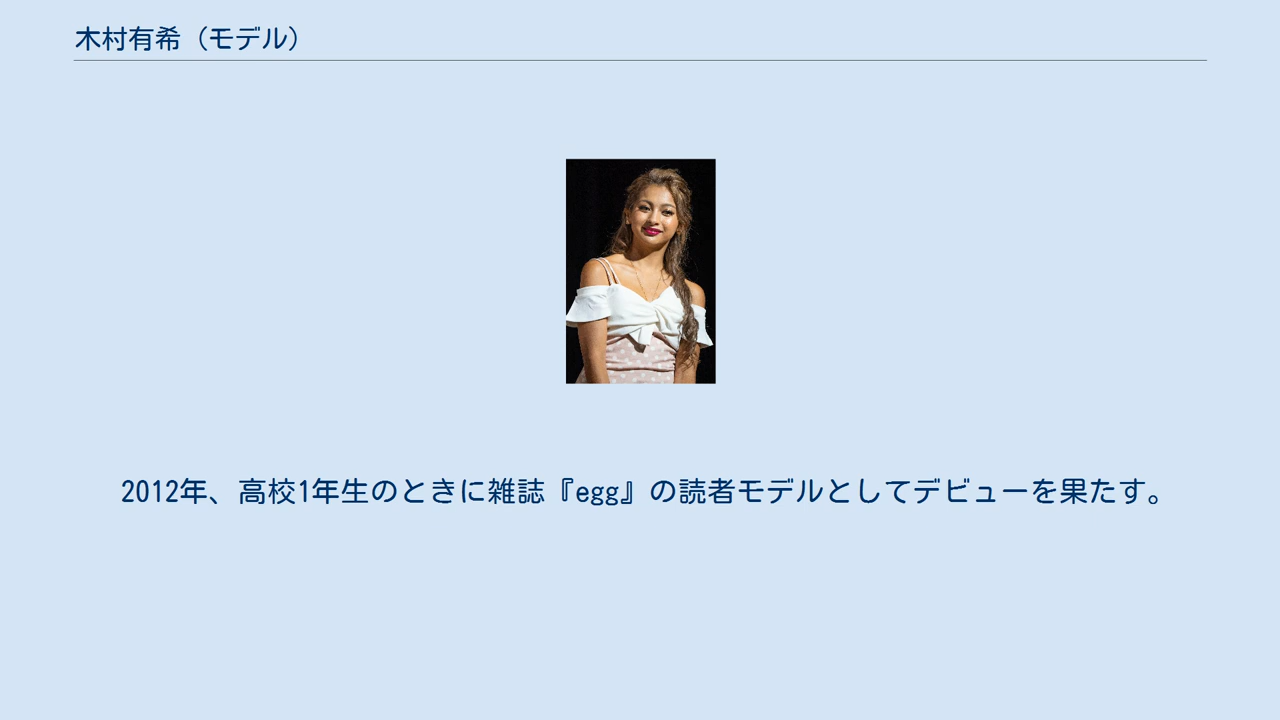 木村有希（モデル）
2012年、高校1年生のときに雑誌『egg』の読者モデルとしてデビューを果たす。